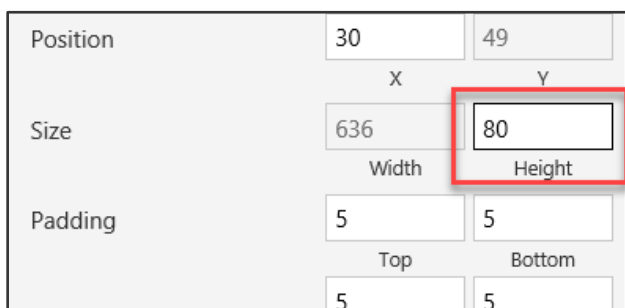 Position 30 49
X Y
Size 636 80
Width Height
Padding 5 5
Top Bottom
5 5